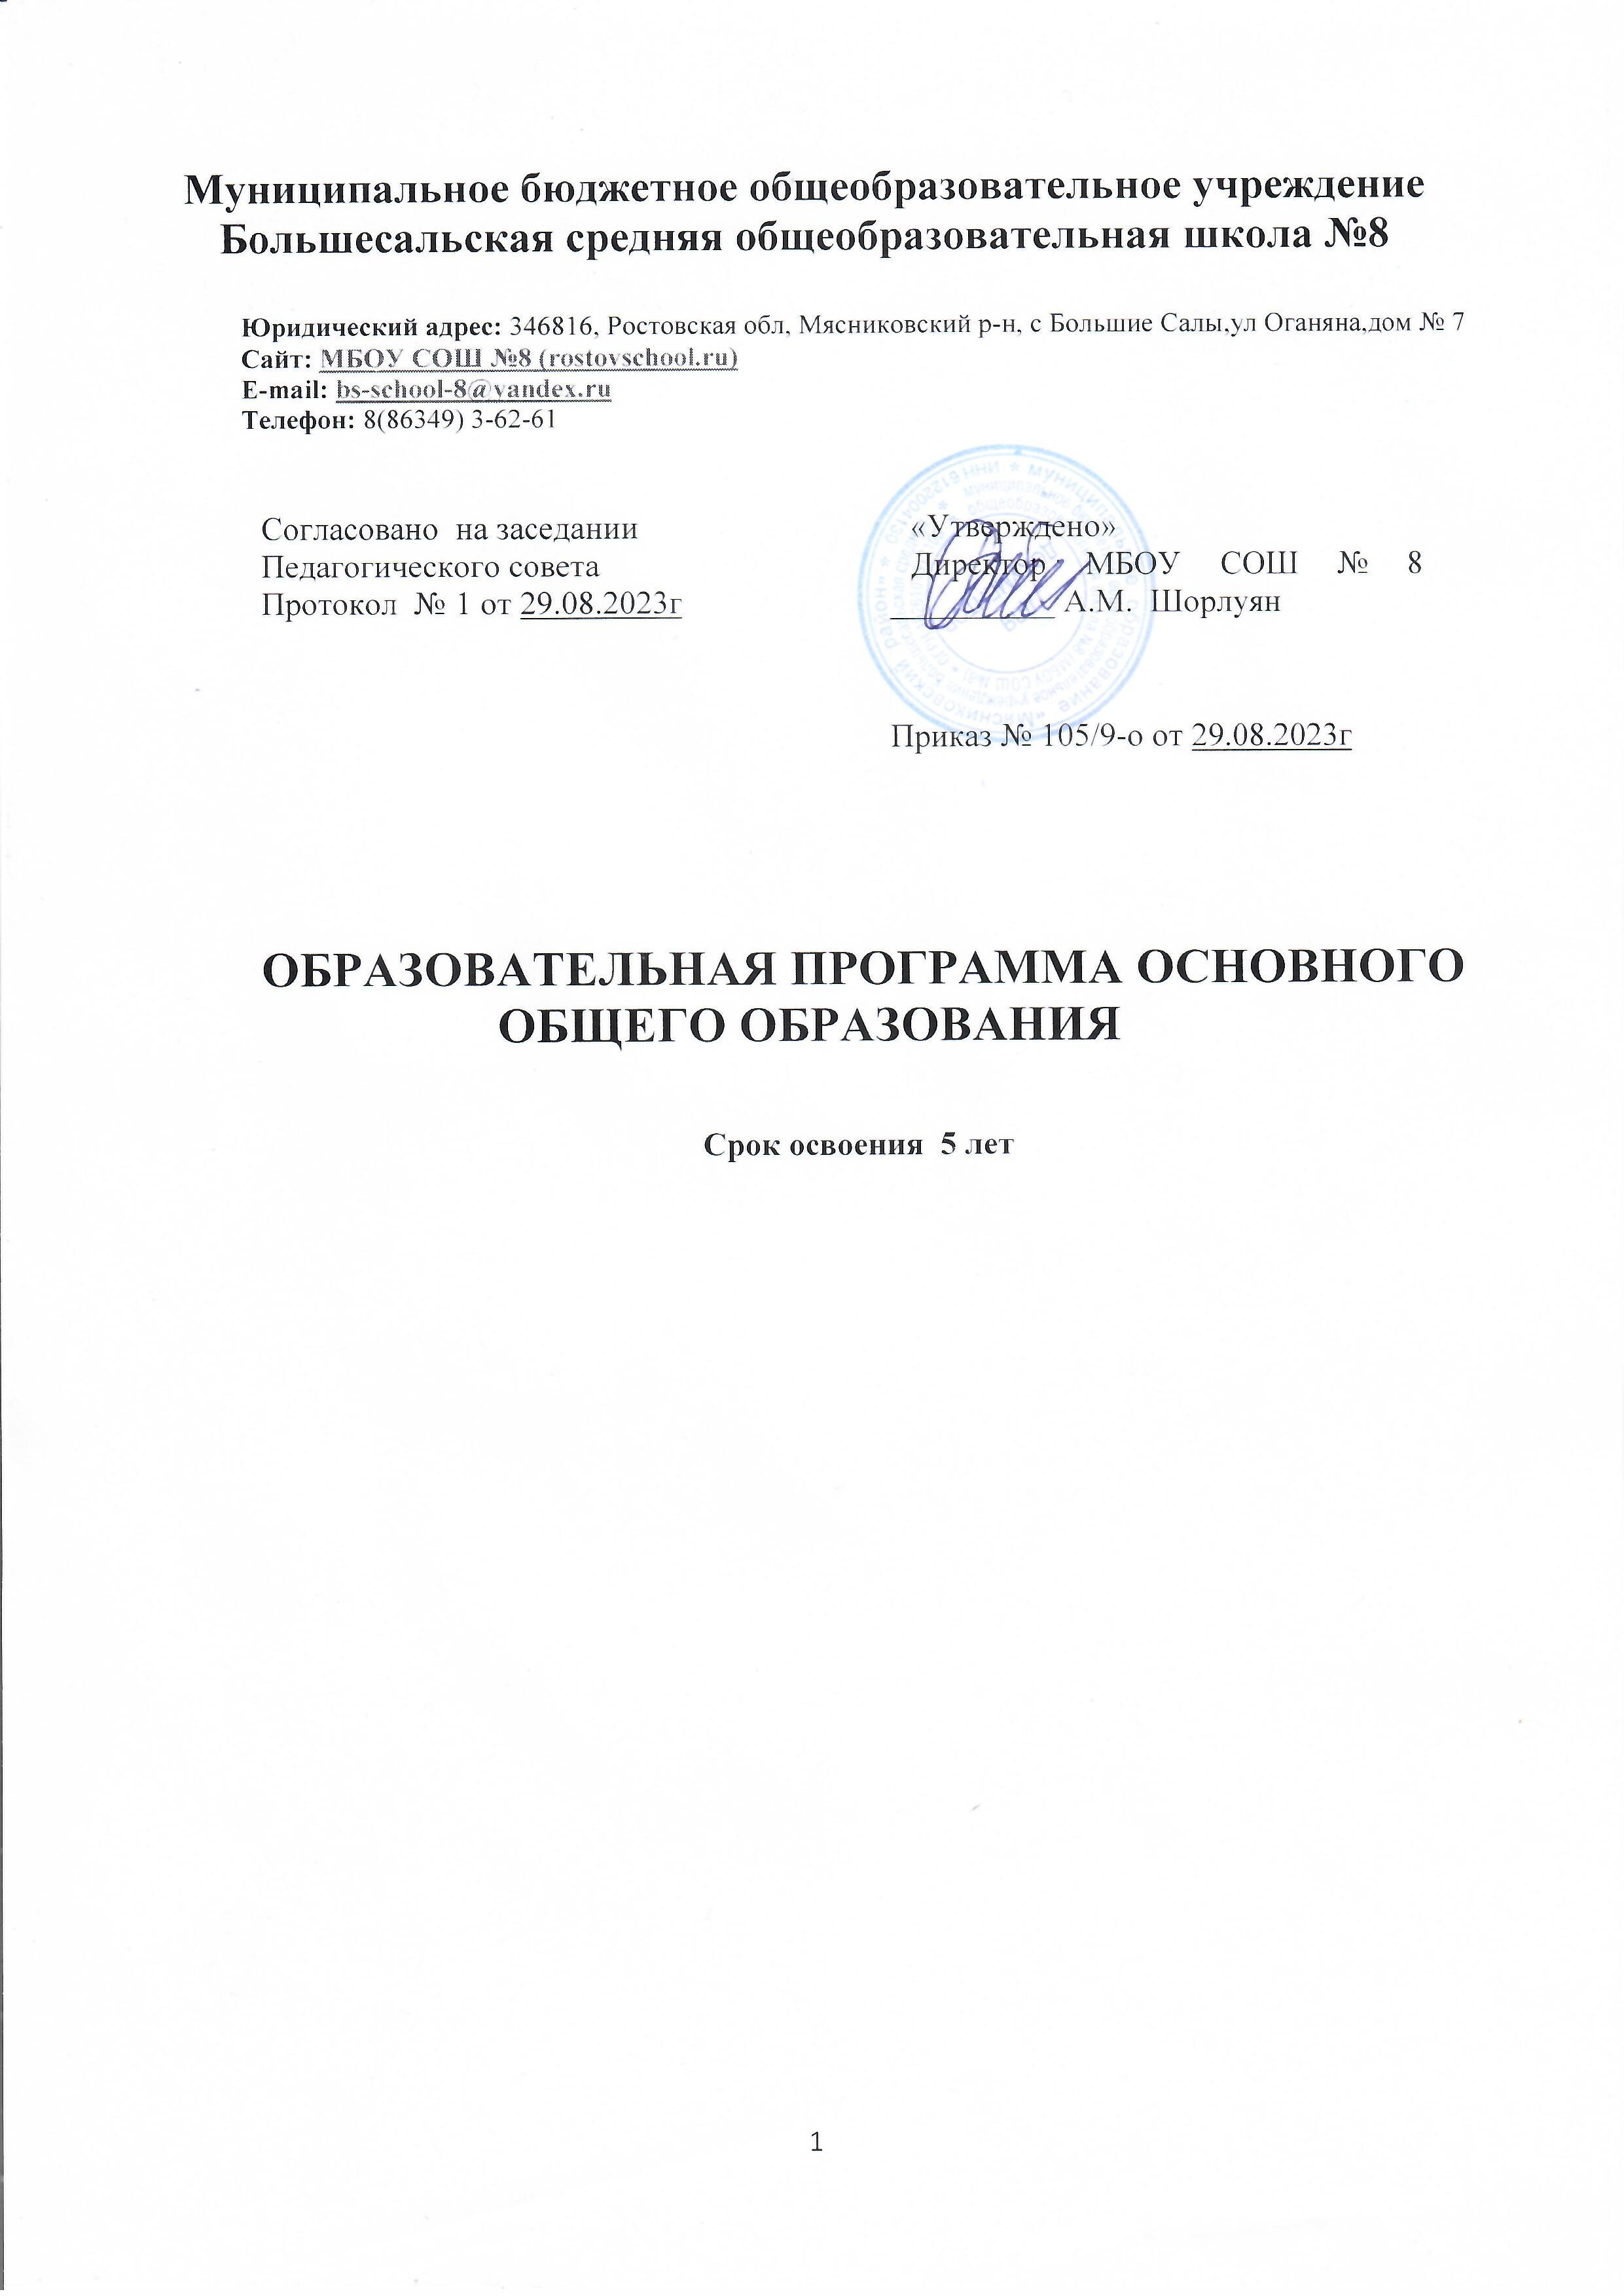 Муниципальное бюджетное общеобразовательное учреждение
Большесальская средняя общеобразовательная школа №8
Юридический адрес: 346816, Ростовская обл, Мясниковский р-н, с Большие Салы,ул Оганяна,дом № 7
Сайт: МБОУ СОШ №8 (rostovschool.ru)
E-mail: bs-school-8@yandex.ru
Телефон: 8(86349) 3-62-61
Согласовано на заседании
Педагогического совета
Протокол № 1 от 29.08.2023г
«Утверждено»
Директор МБОУ СОШ № 8
А.М. Шорлуян
Приказ № 105/9-о от 29.08.2023г
ОБРАЗОВАТЕЛЬНАЯ ПРОГРАММА ОСНОВНОГО
ОБЩЕГО ОБРАЗОВАНИЯ
Срок освоения 5 лет
1